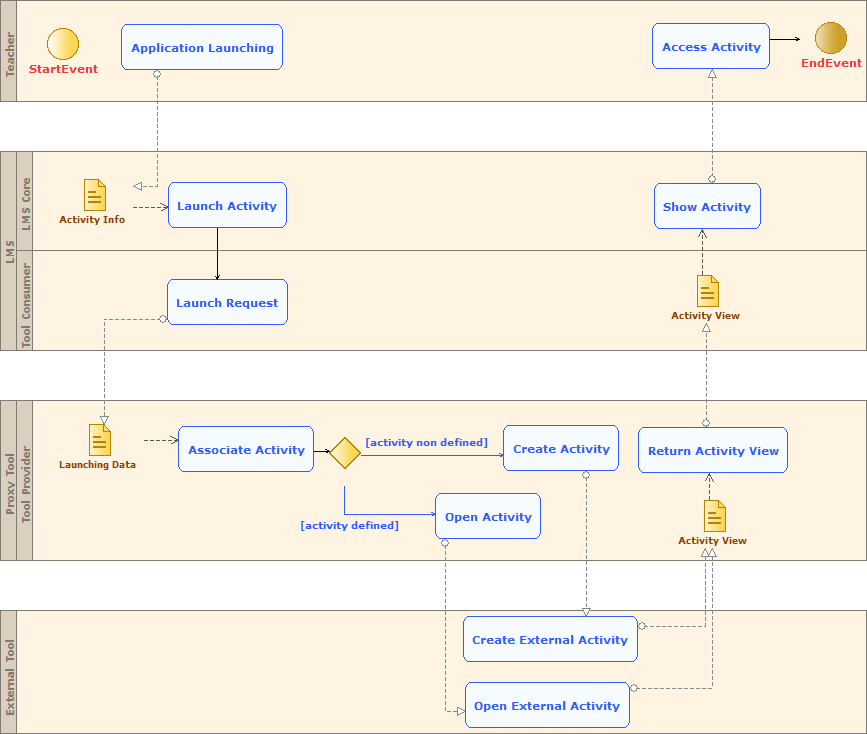 Teacher
StartEvent
Application Launching
Access Activity
EndEvent
LMS
LMS Core
Activity Info
Launch Activity
Show Activity
Tool Consumer
Launch Request
Activity View
Proxy Tool
Tool Provider
Launching Data
Associate Activity
[activity non defined]
Create Activity
Return Activity View
[activity defined]
Open Activity
Activity View
External Tool
Create External Activity
Open External Activity